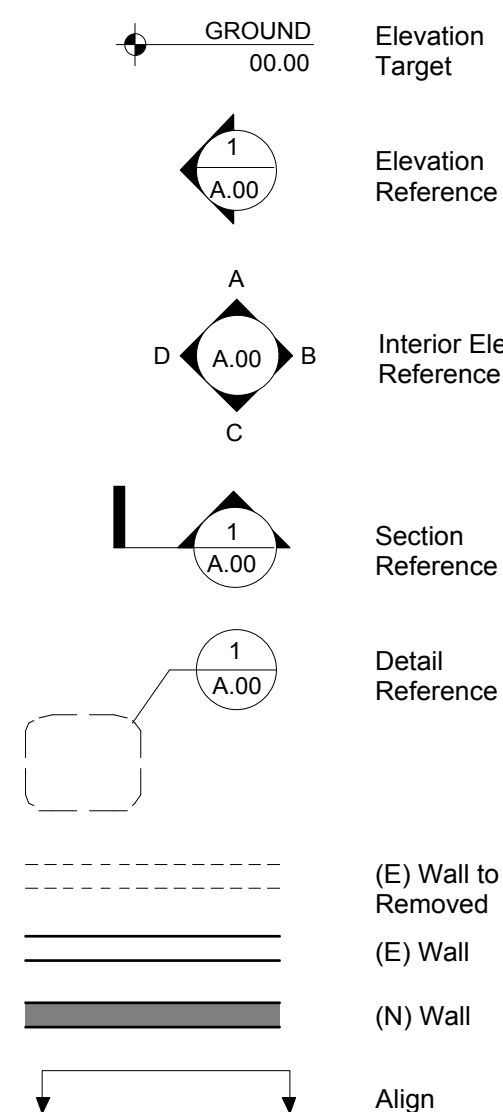 GROUND
00.00
Elevation
Target
1
A.00
Elevation
Reference
A
D
A.00
B
C
Interior Ele
Reference
1
A.00
Section
Reference
1
A.00
Detail
Reference
(E) Wall to
Removed
(E) Wall
(N) Wall
Align